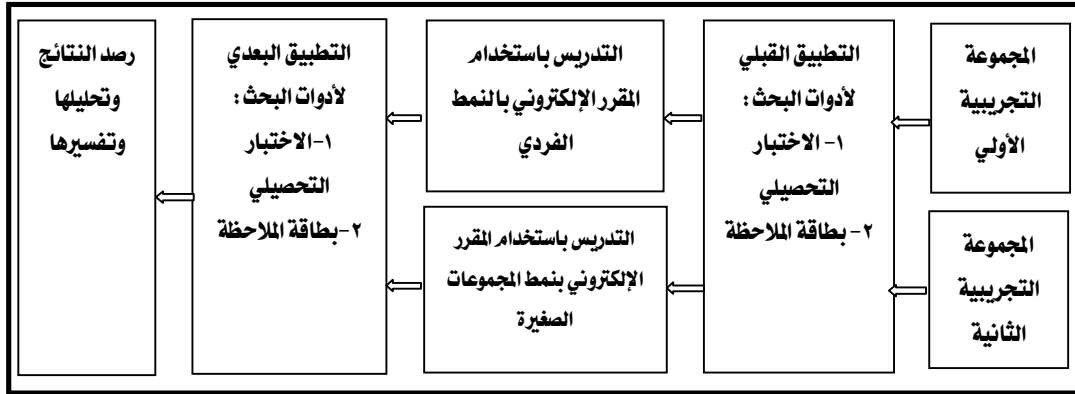 المجموعة
التجريبية
الأولي
المجموعة
التجريبية
الثانية
التطبيق القبلي
لأدوات البحث:
١- الاختبار
التحصيلي
٢- بطاقة الملاحظة
التدريس باستخدام
المقرر الإلكتروني بالنمط
الفردي
التدريس باستخدام المقرر
الإلكتروني بنمط المجموعات
الصغيرة
التطبيق البعدي
لأدوات البحث:
١-الاختبار
التحصيلي
٢-بطاقة الملاحظة
رصد النتائج
وتحليلها
وتفسيرها